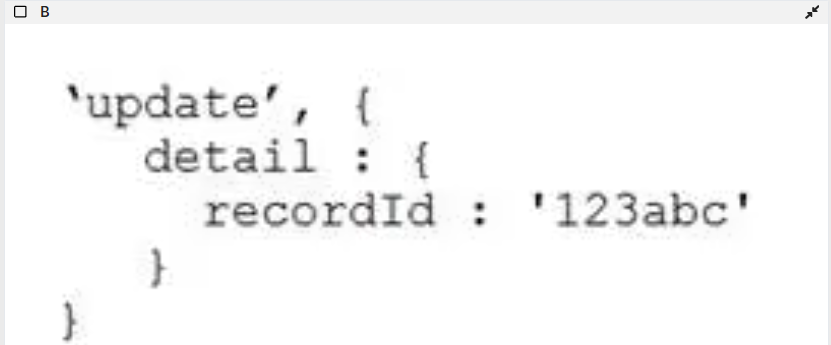 B
‘update’, {
detail : {
recordId : '123abc'
}
}